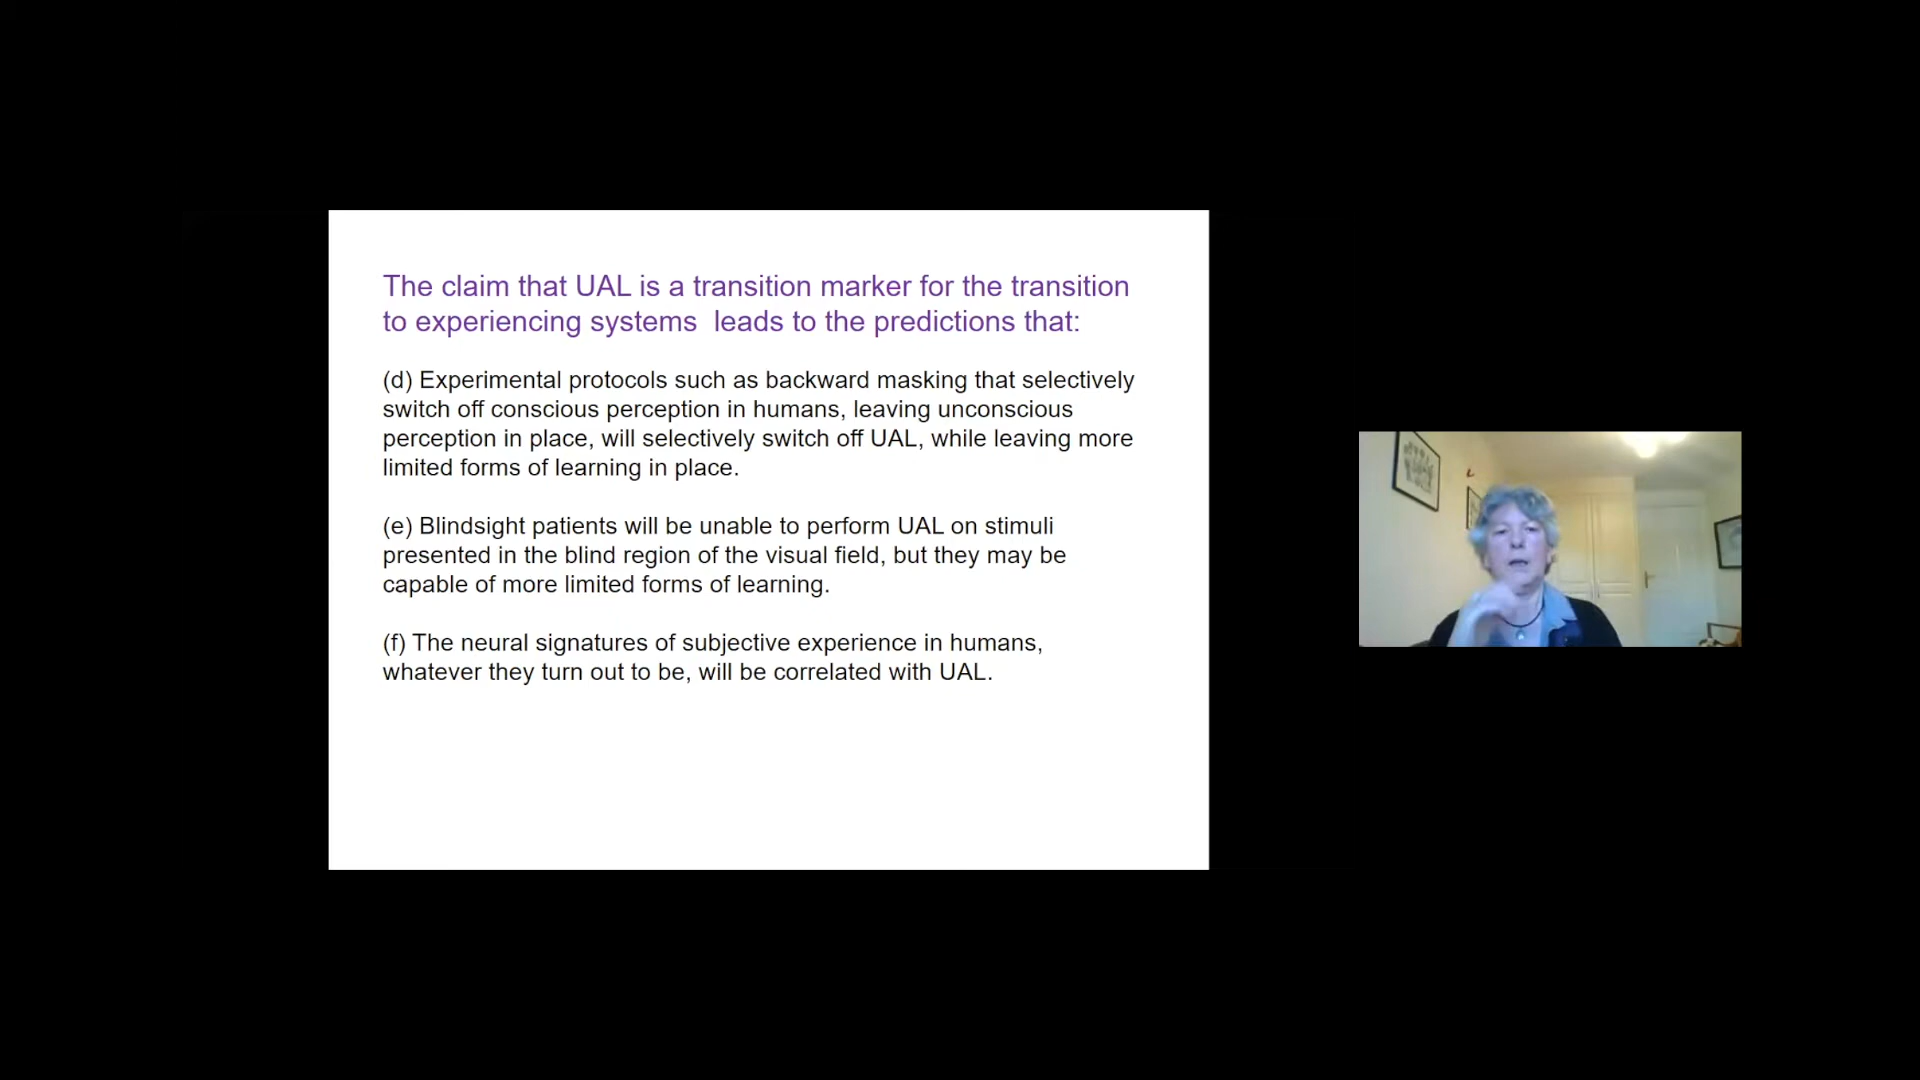 The claim that UAL is a transition marker for the transition
to experiencing systems  leads to the predictions that:
(d) Experimental protocols such as backward masking that selectively
switch off conscious perception in humans, leaving unconscious
perception in place, will selectively switch off UAL, while leaving more
limited forms of learning in place.
(e) Blindsight patients will be unable to perform UAL on stimuli
presented in the blind region of the visual field, but they may be
capable of more limited forms of learning.
(f) The neural signatures of subjective experience in humans,
whatever they turn out to be, will be correlated with UAL.